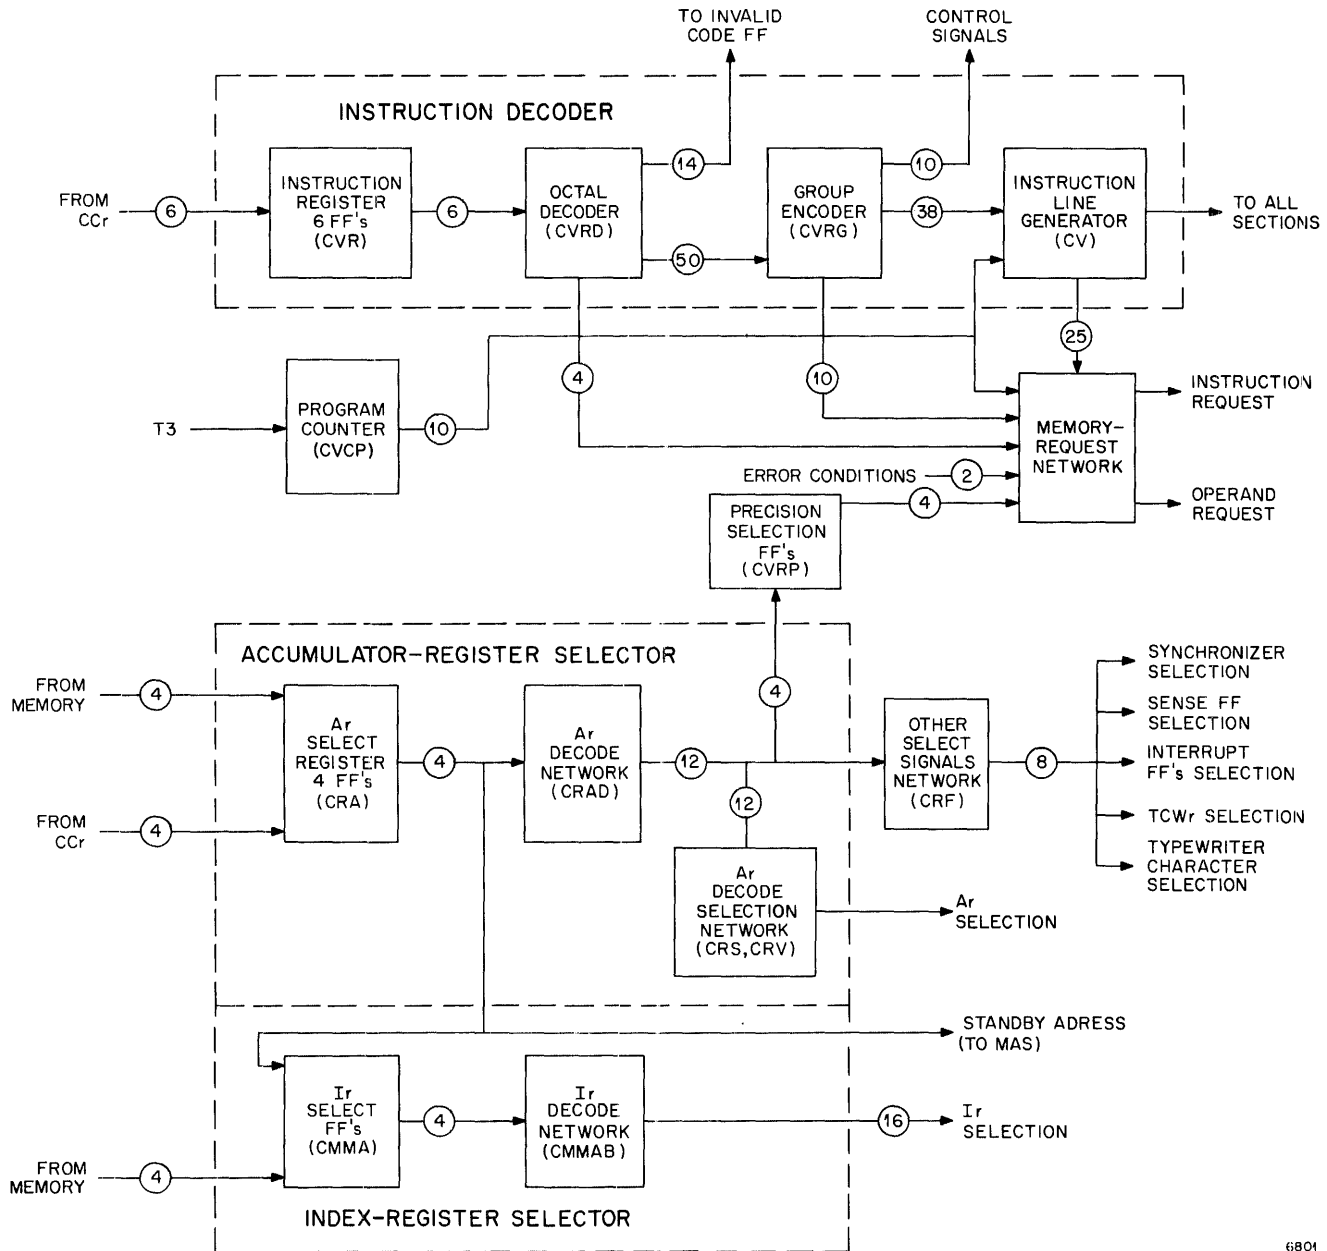 TO INVALID
CODE FF
CONTROL
SIGNALS
INSTRUCTION DECODER
FROM
CCr
6
INSTRUCTION
REGISTER
6 FF's
(CVR)
6
OCTAL
DECODER
(CVRD)
14
50
GROUP
ENCODER
(CVRG)
10
38
INSTRUCTION
LINE
GENERATOR
(CV)
TO ALL
SECTIONS
25
4
10
T3
PROGRAM
COUNTER
(CVCP)
10
MEMORY-
REQUEST
NETWORK
INSTRUCTION
REQUEST
ERROR CONDITIONS
2
OPERAND
REQUEST
PRECISION
SELECTION
FF's
(CVRP)
4
ACCUMULATOR-REGISTER SELECTOR
FROM
MEMORY
4
FROM
CCr
4
Ar
SELECT
REGISTER
4 FF's
(CRA)
4
Ar
DECODE
NETWORK
(CRAD)
12
4
12
OTHER
SELECT
SIGNALS
NETWORK
(CRF)
8
SYNCHRONIZER
SELECTION
SENSE FF
SELECTION
INTERRUPT
FF's SELECTION
TCWr SELECTION
TYPEWRITER
CHARACTER
SELECTION
Ar
DECODE
SELECTION
NETWORK
(CRS,CRV)
Ar
SELECTION
STANDBY ADRESS
(TO MAS)
FROM
MEMORY
4
Ir
SELECT
FF's
(CMMA)
4
Ir
DECODE
NETWORK
(CMMAB)
16
Ir
SELECTION
INDEX-REGISTER SELECTOR
6801